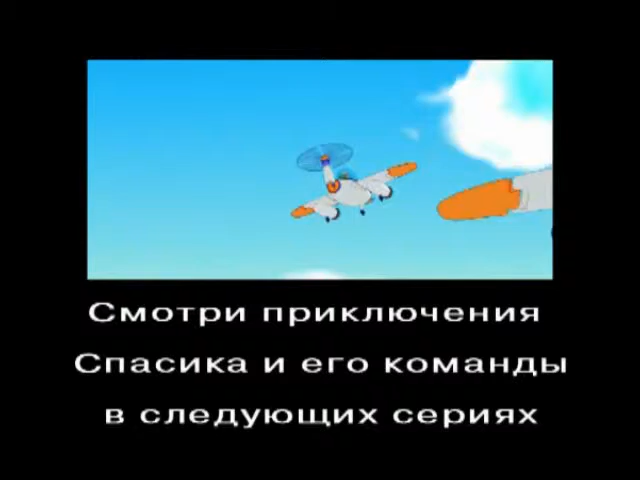 Смотри приключения
Спасика и его команды
в следующих сериях